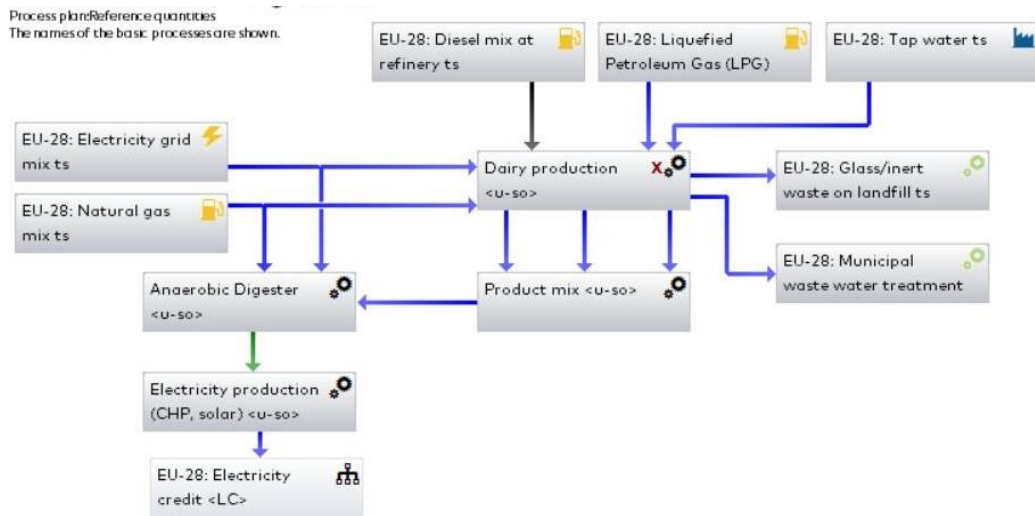 Process plan:Reference quantities
The names of the basic processes are shown.
EU-28: Diesel mix at
refinery ts
EU-28: Liquefied
Petroleum Gas (LPG)
EU-28: Tap water ts
EU-28: Electricity grid
mix ts
Dairy production
<u-so>
X
EU-28: Glass/inert
waste on landfill ts
EU-28: Natural gas
mix ts
EU-28: Municipal
waste water treatment
Anaerobic Digester
<u-so>
Product mix <u-so>
Electricity production
(CHP, solar) <u-so>
EU-28: Electricity
credit <LC>